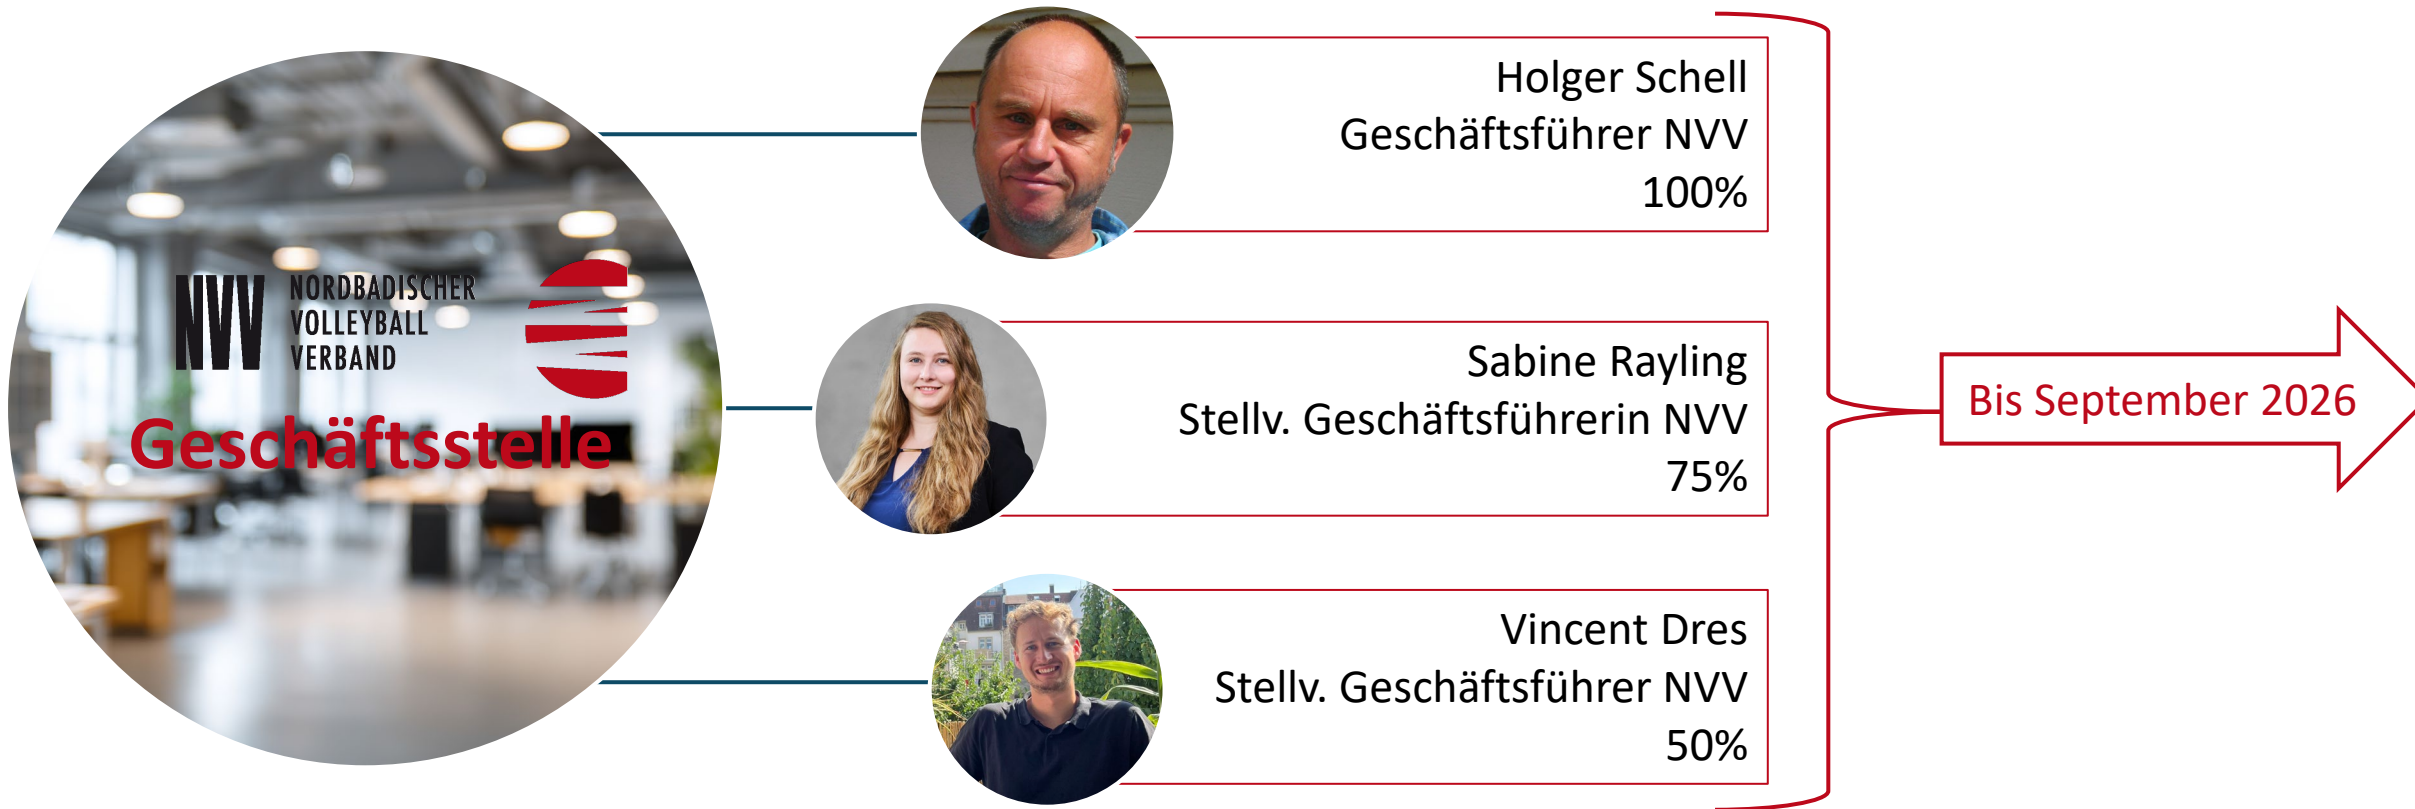 NVV
NORDBADISCHER
VOLLEYBALL
VERBAND
Geschäftsstelle
Holger Schell
Geschäftsführer NVV
100%
Sabine Rayling
Stellv. Geschäftsführerin NVV
75%
Vincent Dres
Stellv. Geschäftsführer NVV
50%
Bis September 2026